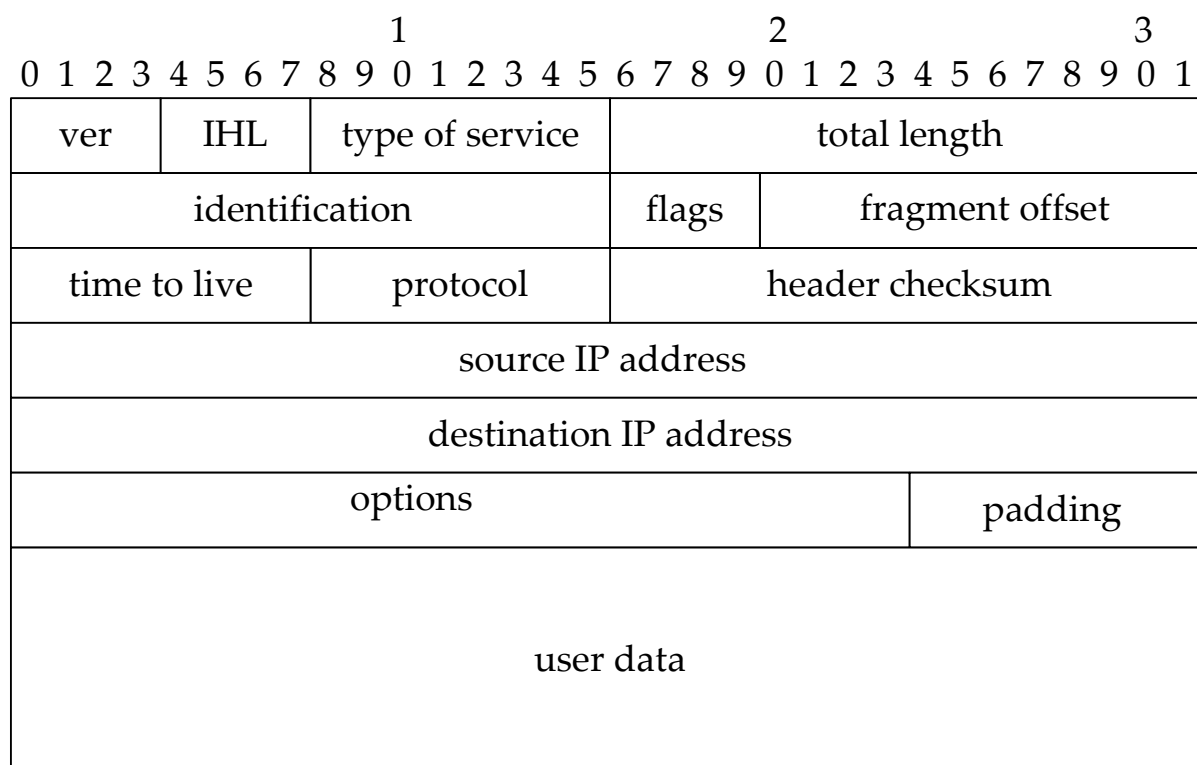 1 2 3
0 1 2 3 4 5 6 7 8 9 0 1 2 3 4 5 6 7 8 9 0 1 2 3 4 5 6 7 8 9 0 1
ver IHL type of service total length
identification flags fragment offset
time to live protocol header checksum
source IP address
destination IP address
options padding
user data